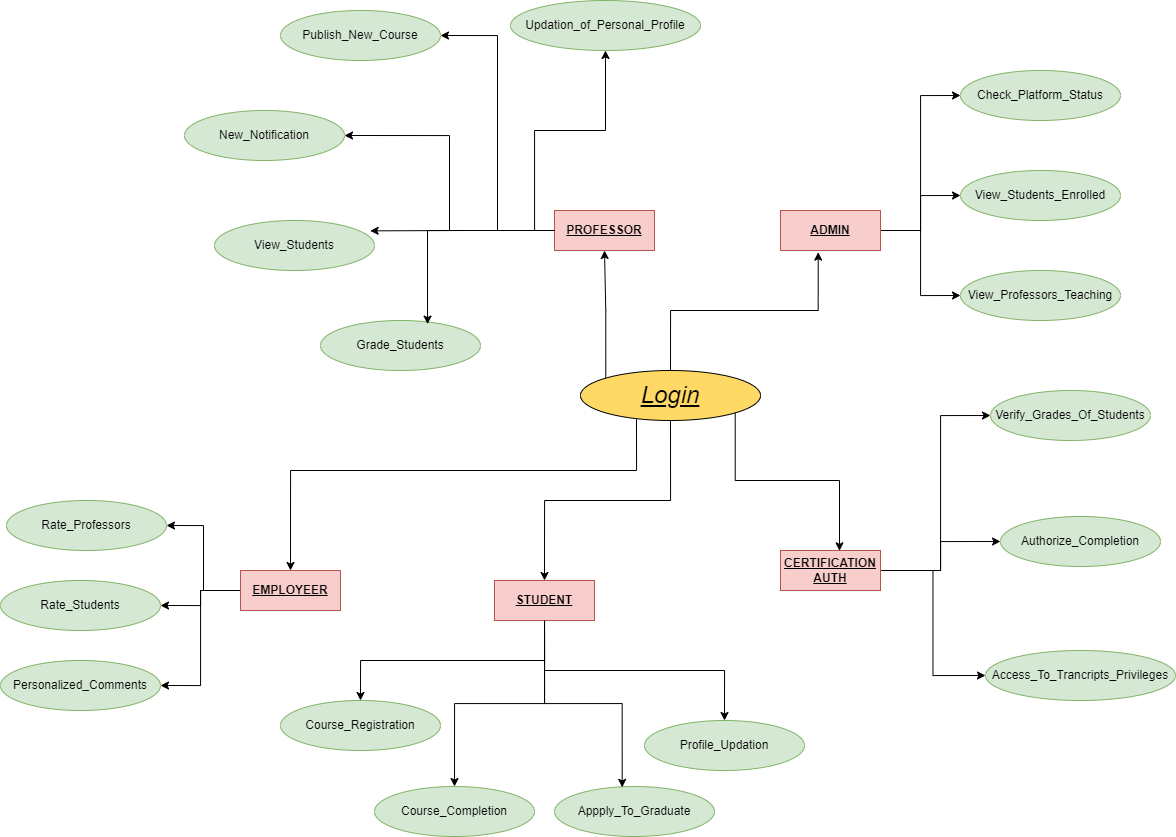 Updation_of_Personal_Profile
Publish_New_Course
Check_Platform_Status
New_Notification
View_Students_Enrolled
PROFESSOR
ADMIN
View_Students
View_Professors_Teaching
Grade_Students
Login
Verify_Grades_Of_Students
Rate_Professors
Authorize_Completion
CERTIFICATION
AUTH
EMPLOYEER
STUDENT
Rate_Students
Access_To_Trancripts_Privileges
Personalized_Comments
Course_Registration
Profile_Updation
Course_Completion
Appply_To_Graduate